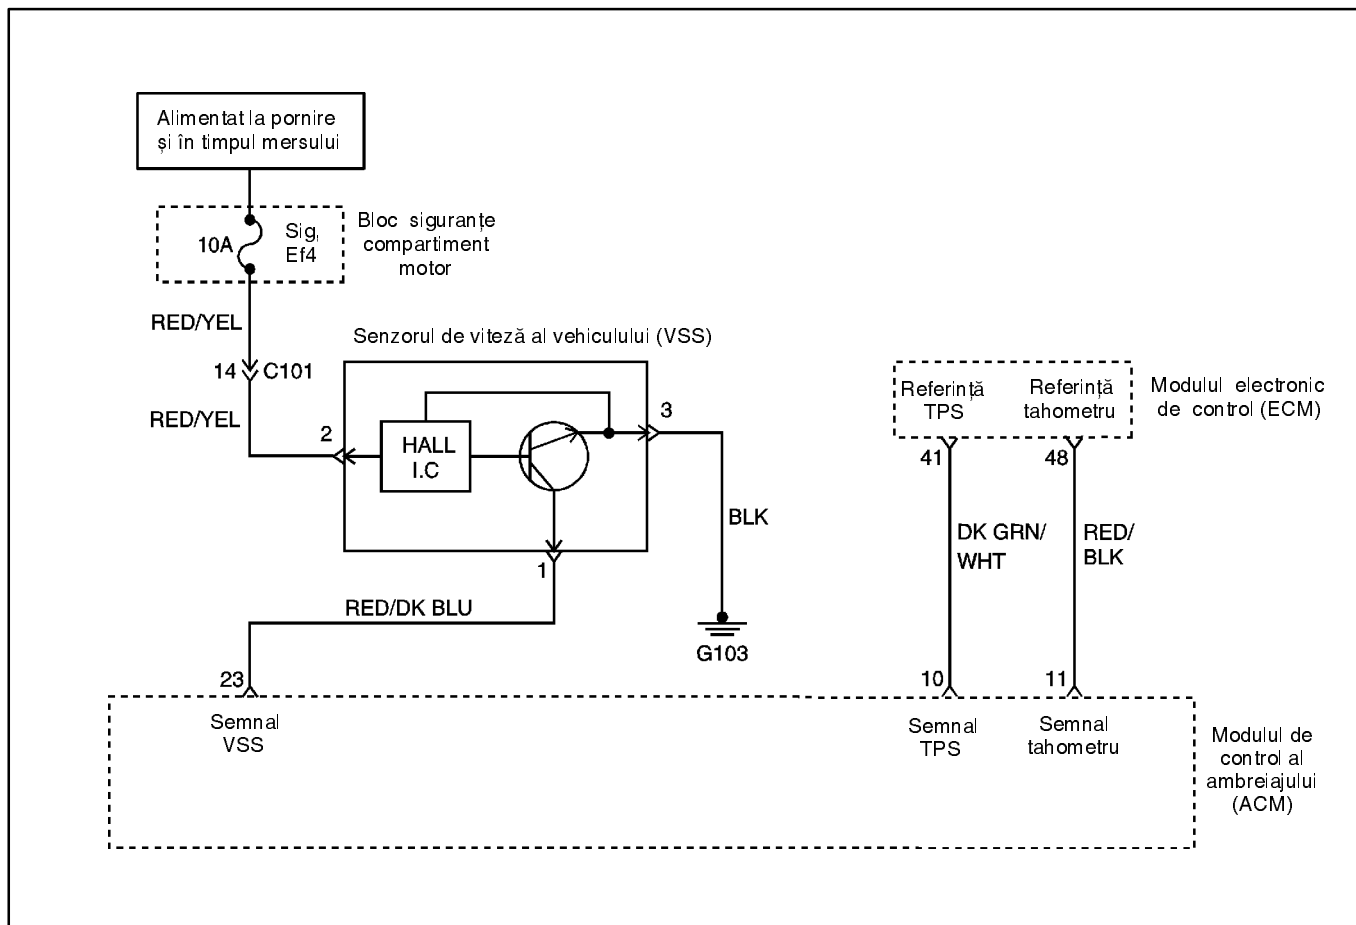 Alimentat la pornire
și în timpul mersului
10A
Sig,
Ef4
Bloc siguranțe
compartiment
motor
RED/YEL
14
C101
RED/YEL
Senzorul de viteză al vehiculului (VSS)
2
HALL
I.C
3
1
BLK
G103
RED/DK BLU
23
Referință
TPS
Referință
tahometru
Modulul electronic
de control (ECM)
41
48
DK GRN/
WHT
RED/
BLK
10
11
Semnal
VSS
Semnal
TPS
Semnal
tahometru
Modulul de
control al
ambreiajului
(ACM)